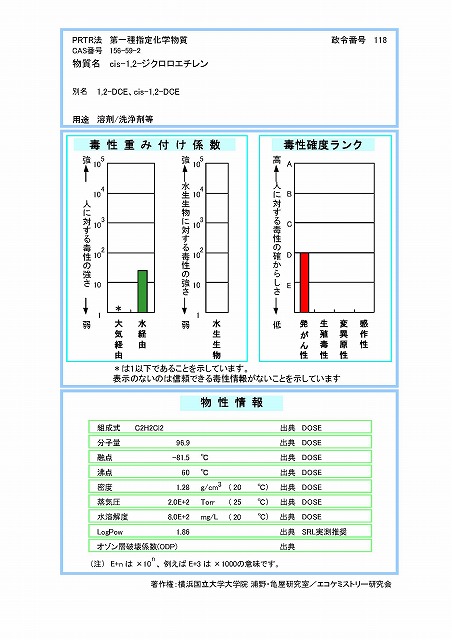 PRTR法 第一種指定化学物質 政令番号 118
CAS番号 156-59-2
物質名 cis-1,2-ジクロロエチレン
別名 1,2-DCE、cis-1,2-DCE
用途 溶剤/洗浄剤等
毒性重み付け係数
強 10^5 10^4 10^3 10^2 10 1 弱
人に対する毒性の強さ
* 大気経由 水経由
強 10^5 10^4 10^3 10^2 10 1 弱
水生生物に対する毒性の強さ
水生生物
毒性確度ランク
高 A B C D E 低
人に対する毒性の確からしさ
発がん性 生殖毒性 変異原性 感作性
*は1以下であることを示しています。
表示のないのは信頼できる毒性情報がないことを示しています
物性情報
組成式 C2H2Cl2 出典 DOSE
分子量 96.9 出典 DOSE
融点 -81.5 ℃ 出典 DOSE
沸点 60 ℃ 出典 DOSE
密度 1.28 g/cm3 (20 ℃) 出典 DOSE
蒸気圧 2.0E+2 Torr (25 ℃) 出典 DOSE
水溶解度 8.0E+2 mg/L (20 ℃) 出典 DOSE
LogPow 1.86 出典 SRL実測推奨
オゾン層破壊係数(ODP) 出典
(注) E+n は ×10^n、例えば E+3 は ×1000の意味です。
著作権:横浜国立大学大学院 浦野・亀屋研究室/エコケミストリー研究会